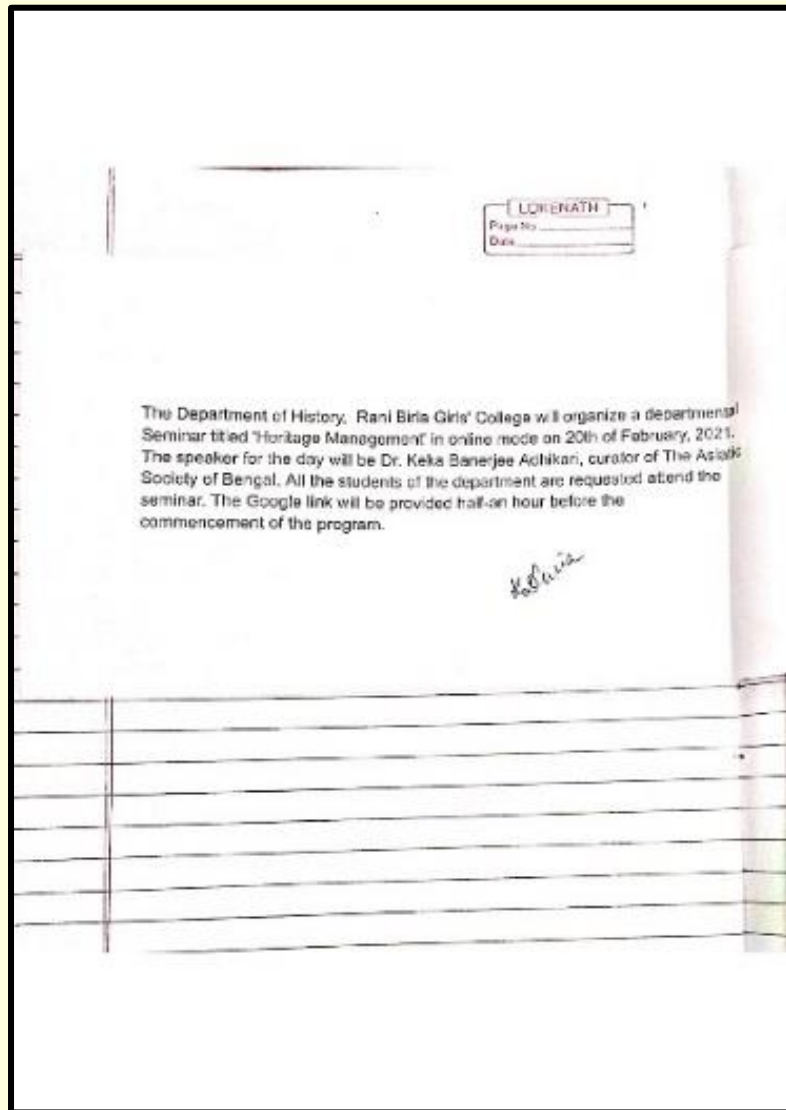 LOKENATH
Page No.
Date
The Department of History, Rani Birla Girls' College will organize a departmental
Seminar titled 'Heritage Management' in online mode on 20th of February, 2021.
The speaker for the day will be Dr. Keka Banerjee Adhikari, curator of The Asiatic
Society of Bengal. All the students of the department are requested attend the
seminar. The Google link will be provided half-an hour before the
commencement of the program.